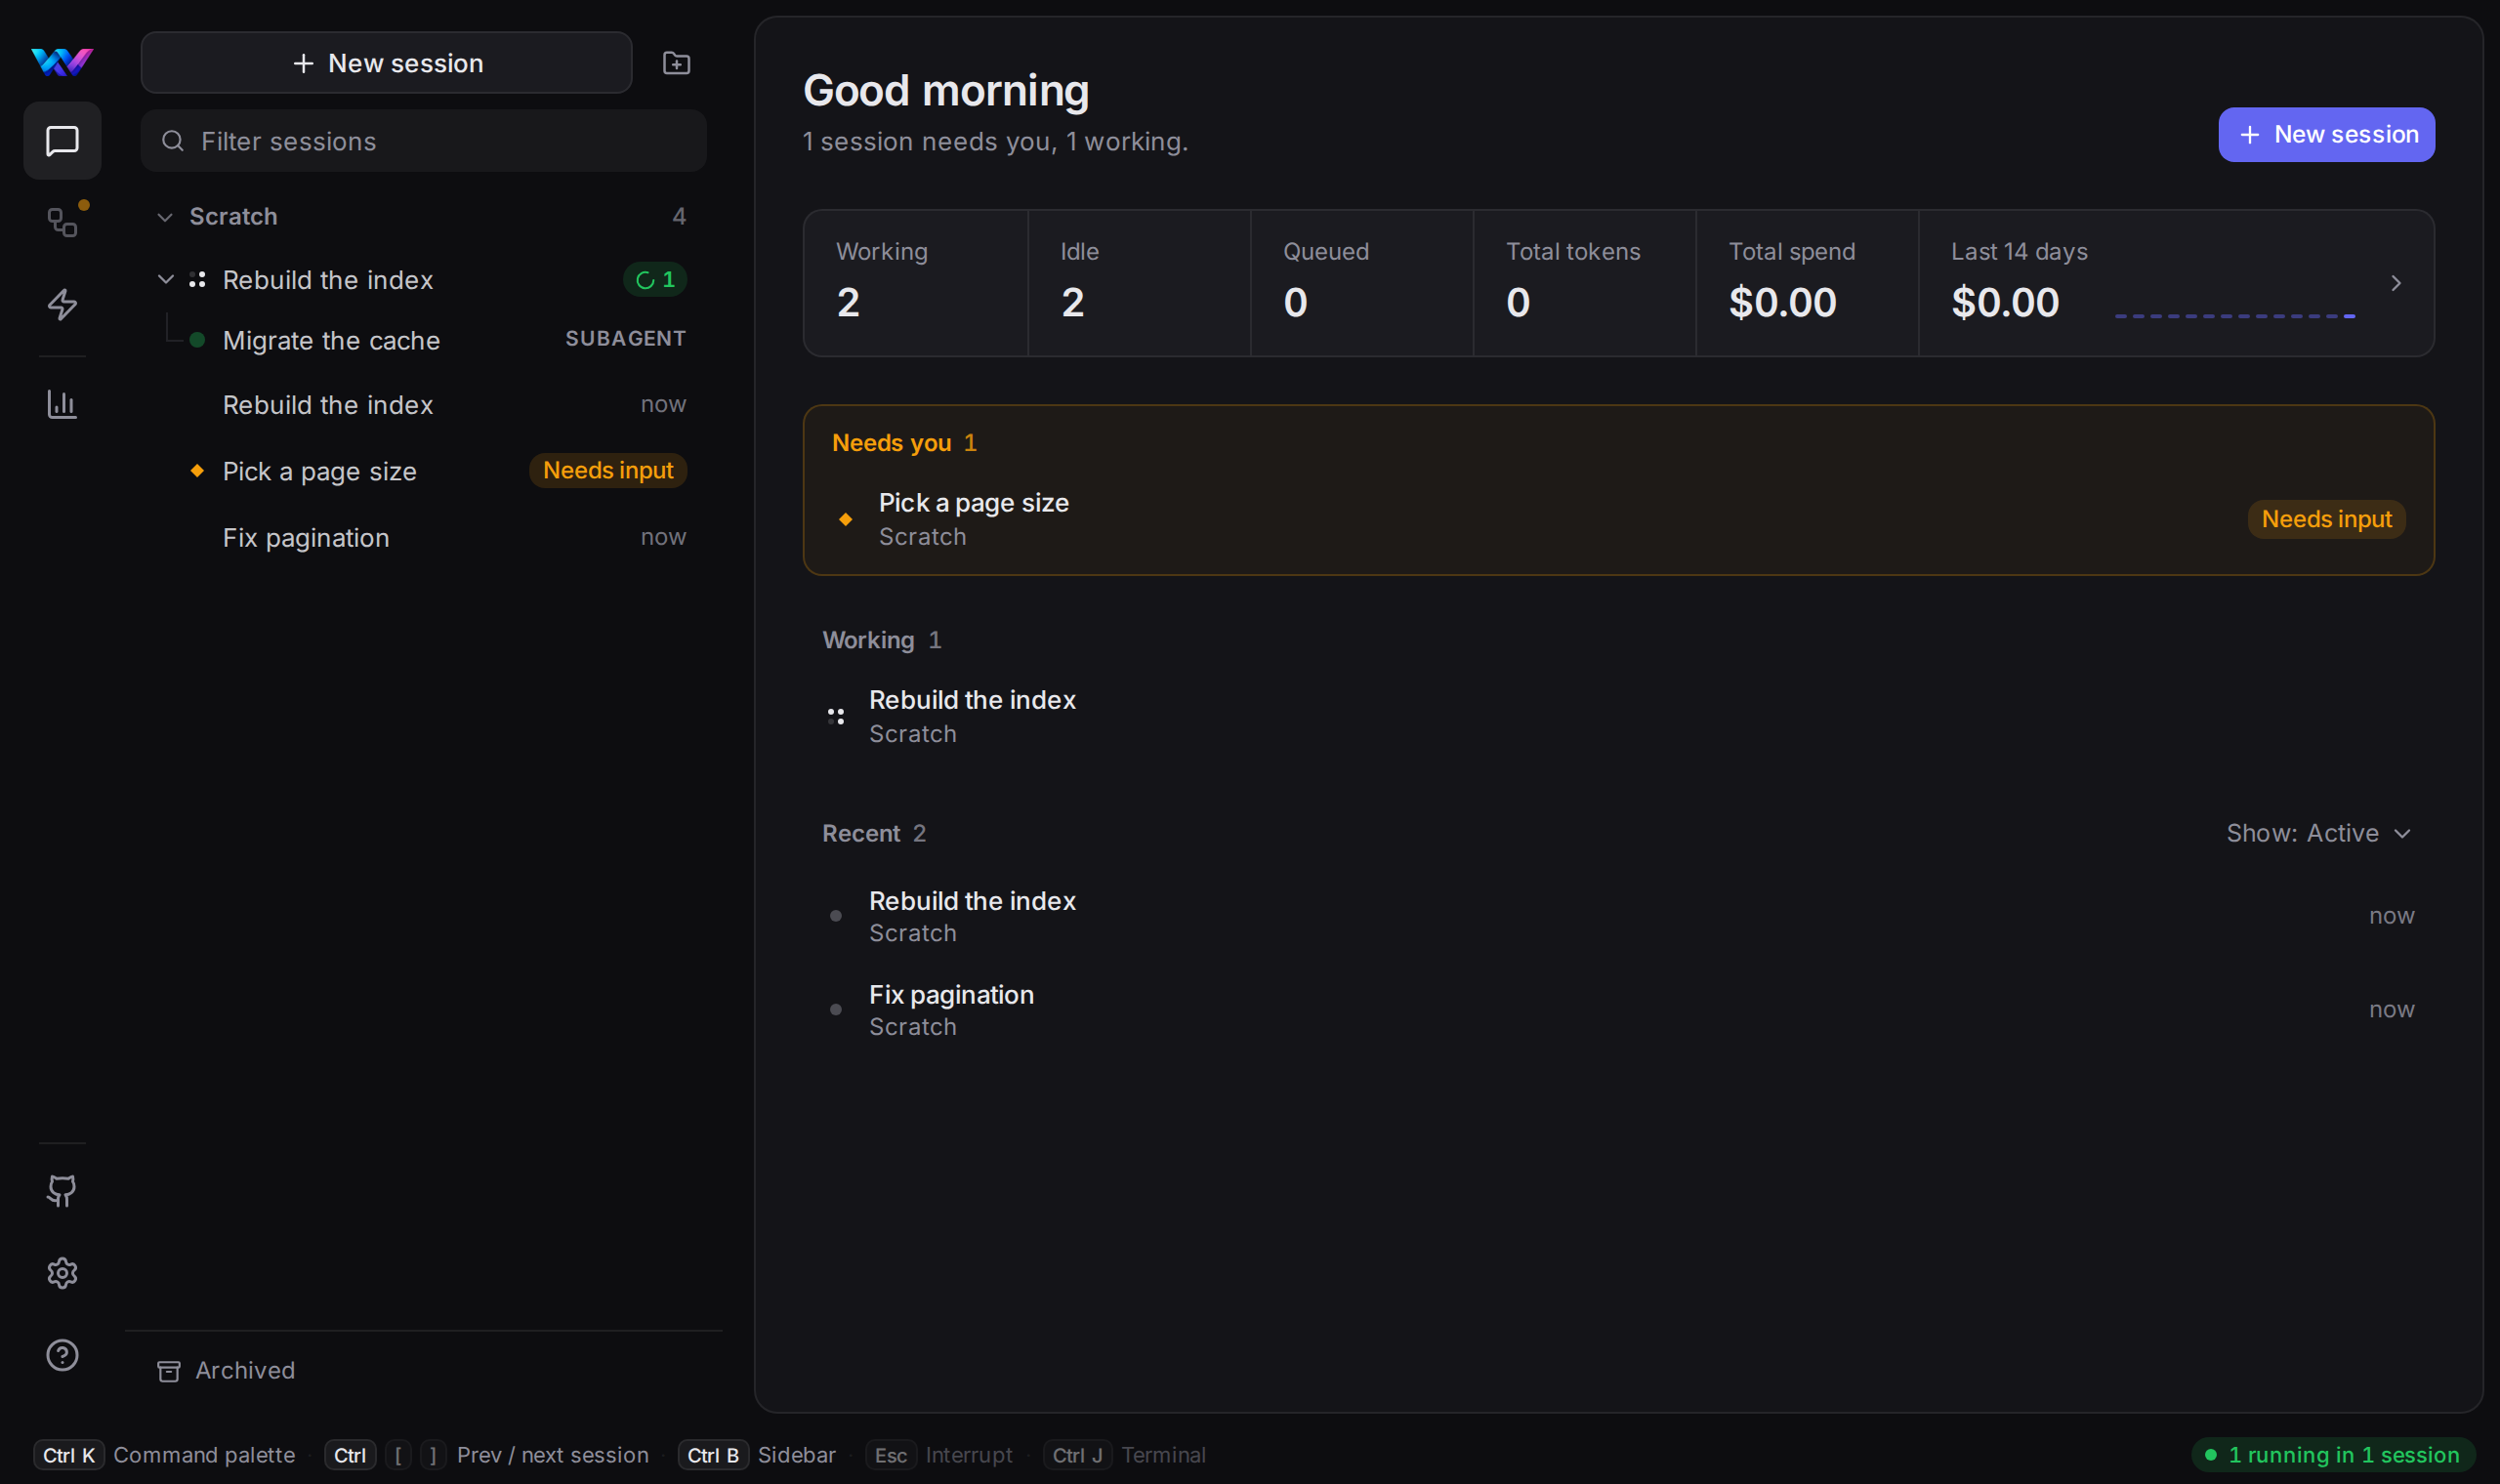 New session
Filter sessions
Scratch 4
Rebuild the index 1
Migrate the cache SUBAGENT
Rebuild the index now
Pick a page size Needs input
Fix pagination now
Archived
Good morning
1 session needs you, 1 working.
New session
Working Idle Queued Total tokens Total spend Last 14 days
2 2 0 0 $0.00 $0.00
Needs you 1
Pick a page size
Scratch
Needs input
Working 1
Rebuild the index
Scratch
Recent 2 Show: Active
Rebuild the index
Scratch
now
Fix pagination
Scratch
now
Ctrl K Command palette · Ctrl [ ] Prev / next session · Ctrl B Sidebar · Esc Interrupt · Ctrl J Terminal 1 running in 1 session